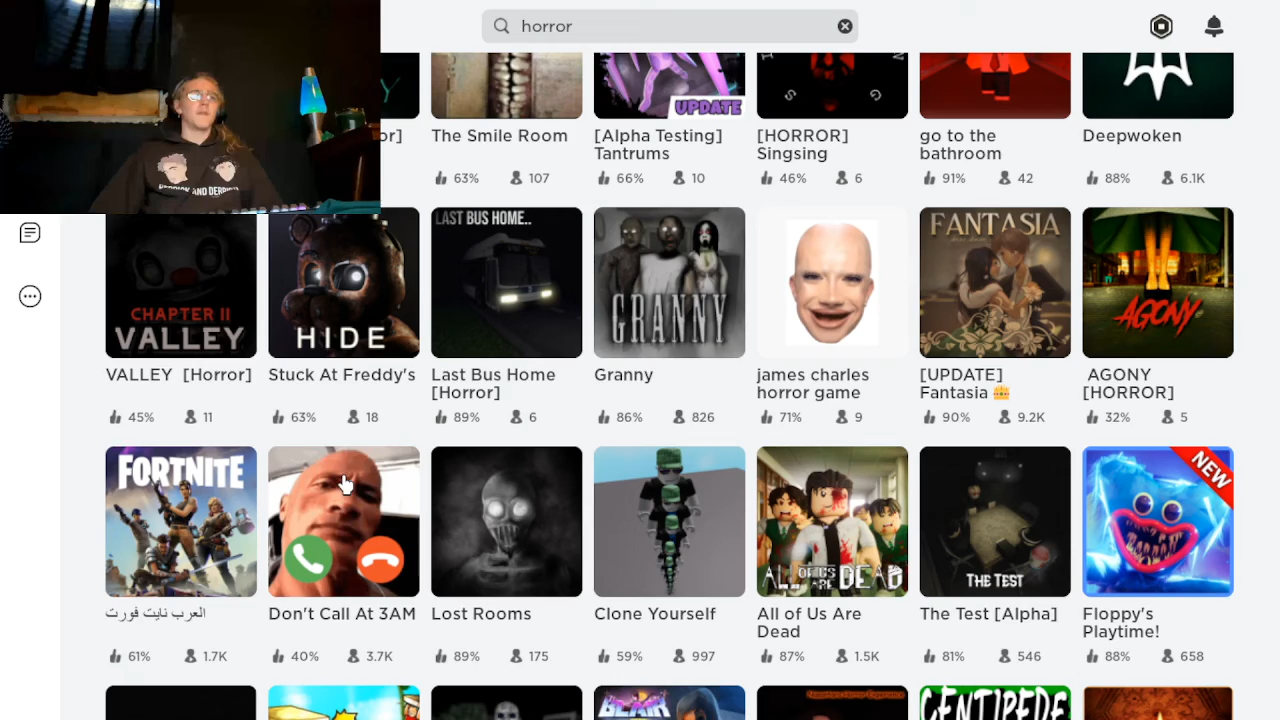 horror
or]
The Smile Room
63% 107
UPDATE
[Alpha Testing]
Tantrums
66% 10
S G
[HORROR]
Singsing
46% 6
go to the
bathroom
91% 42
Deepwoken
88% 6.1K
CHAPTER II
VALLEY
VALLEY [Horror]
45% 11
HIDE
Stuck At Freddy's
63% 18
LAST BUS HOME..
Last Bus Home
[Horror]
89% 6
GRANNY
Granny
86% 826
james charles
horror game
71% 9
FANTASIA
[UPDATE]
Fantasia
90% 9.2K
AGONY
AGONY
[HORROR]
32% 5
FORTNITE
العرب نايت فورت
61% 1.7K
Don't Call At 3AM
40% 3.7K
Lost Rooms
89% 175
Clone Yourself
59% 997
ALL OF US ARE DEAD
All of Us Are
Dead
87% 1.5K
THE TEST
The Test [Alpha]
81% 546
NEW
Floppy's
Playtime!
88% 658
BLAIR
CENTIPEDE